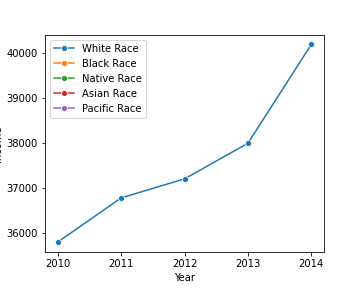 White Race
Black Race
Native Race
Asian Race
Pacific Race
40000
39000
38000
37000
36000
2010 2011 2012 2013 2014
Year